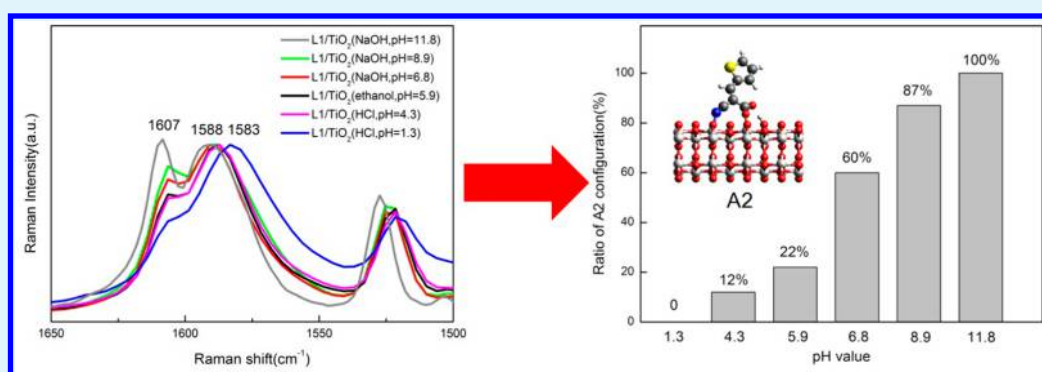 L1/TiO₂(NaOH,pH=11.8)
L1/TiO₂(NaOH,pH=8.9)
L1/TiO₂(NaOH,pH=6.8)
L1/TiO₂(ethanol,pH=5.9)
L1/TiO₂(HCl,pH=4.3)
L1/TiO₂(HCl,pH=1.3)
1607
1588
1583
Raman Intensity(a.u.)
1650
1600
1550
1500
Raman shift(cm⁻¹)
Ratio of A2 configuration(%)
100
80
60
40
20
0
0
12%
22%
60%
87%
100%
A2
1.3
4.3
5.9
6.8
8.9
11.8
pH value